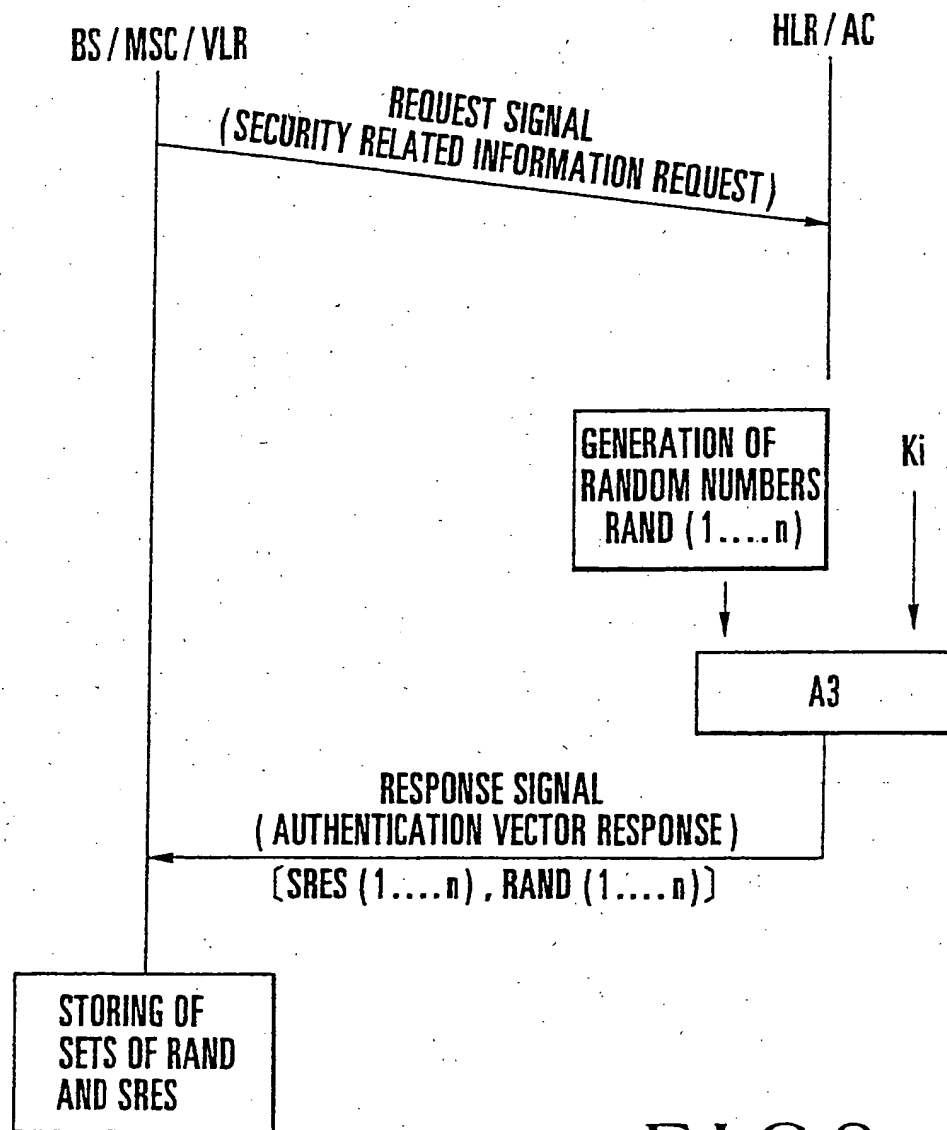 BS / MSC / VLR
HLR / AC
REQUEST SIGNAL
(SECURITY RELATED INFORMATION REQUEST)
GENERATION OF
RANDOM NUMBERS
RAND (1....n)
Ki
A3
RESPONSE SIGNAL
(AUTHENTICATION VECTOR RESPONSE)
[SRES (1....n), RAND (1....n)]
STORING OF
SETS OF RAND
AND SRES